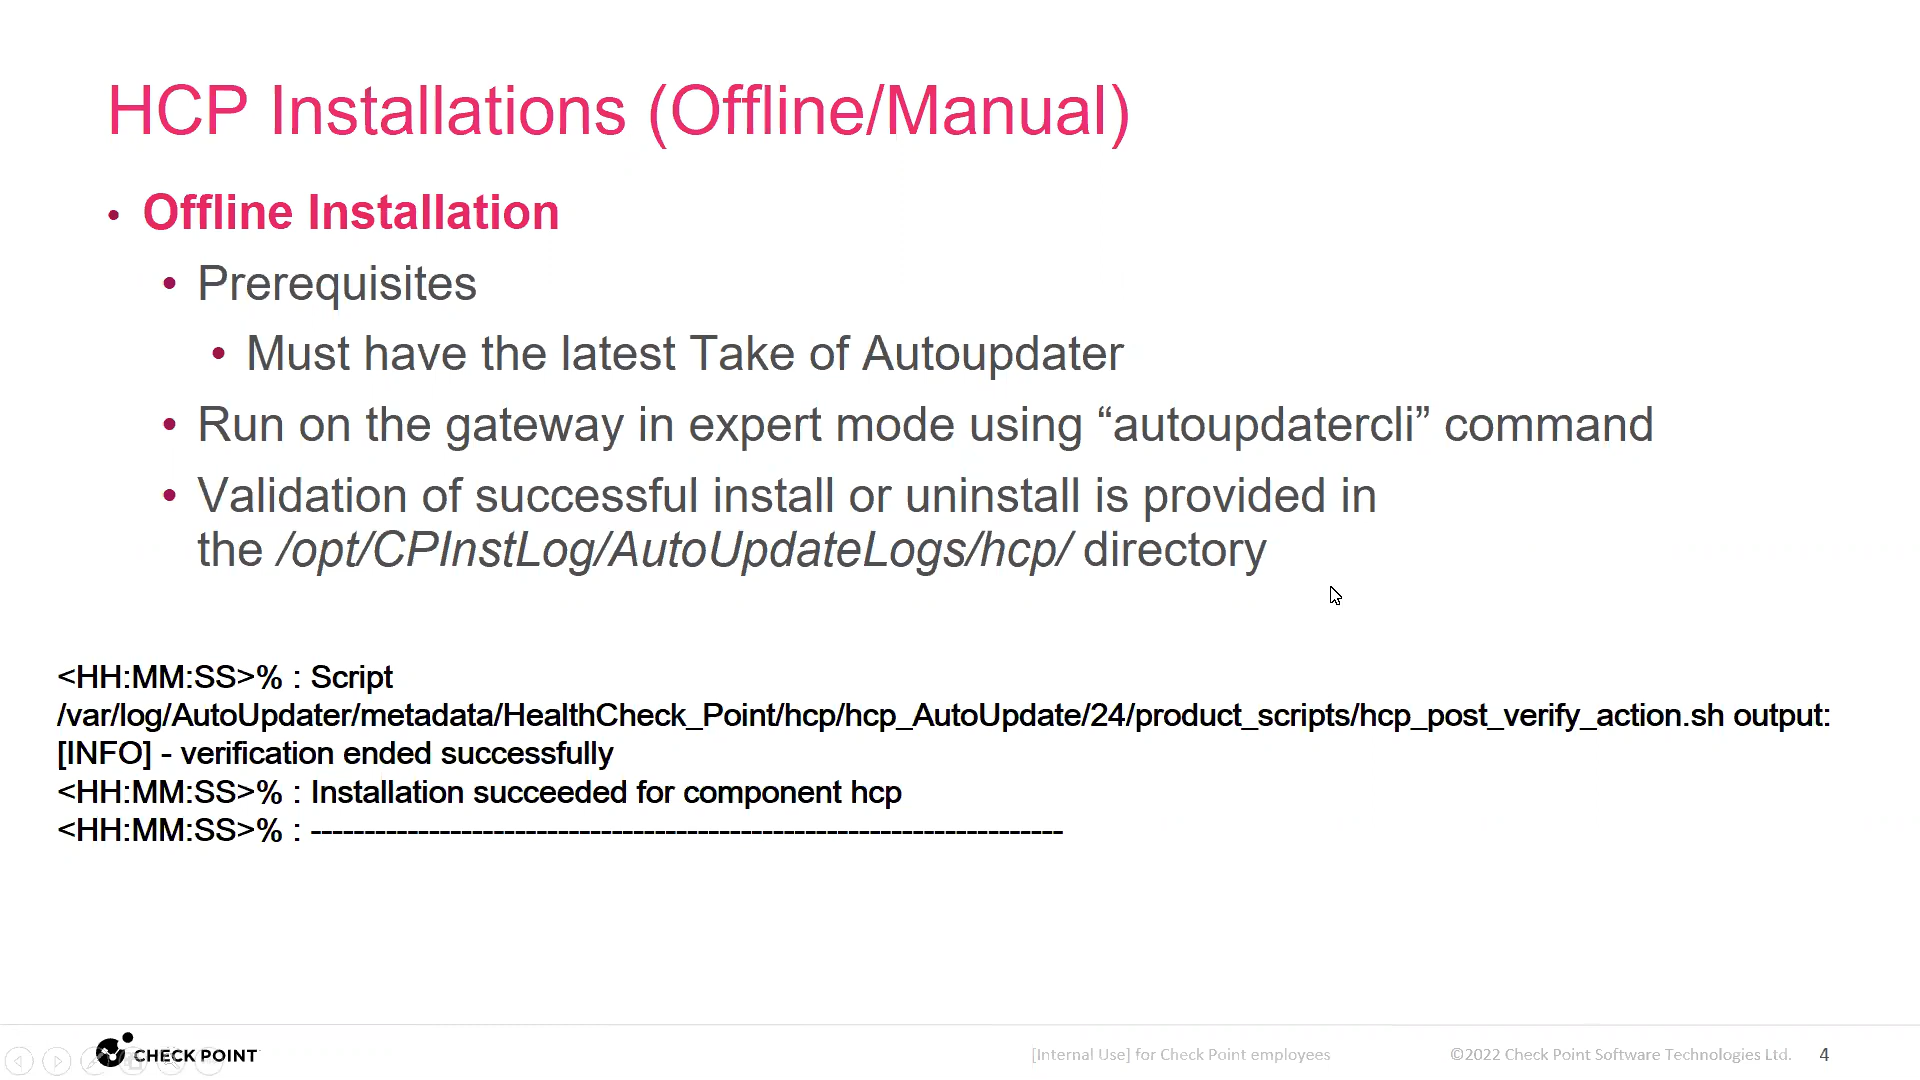 HCP Installations (Offline/Manual)
• Offline Installation
• Prerequisites
• Must have the latest Take of Autoupdater
• Run on the gateway in expert mode using “autoupdatercli” command
• Validation of successful install or uninstall is provided in
the /opt/CPInstLog/AutoUpdateLogs/hcp/ directory
<HH:MM:SS>% : Script
/var/log/AutoUpdater/metadata/HealthCheck_Point/hcp/hcp_AutoUpdate/24/product_scripts/hcp_post_verify_action.sh output:
[INFO] - verification ended successfully
<HH:MM:SS>% : Installation succeeded for component hcp
<HH:MM:SS>% : ----------------------------------------------------------------------
CHECK POINT
[Internal Use] for Check Point employees
©2022 Check Point Software Technologies Ltd.
4